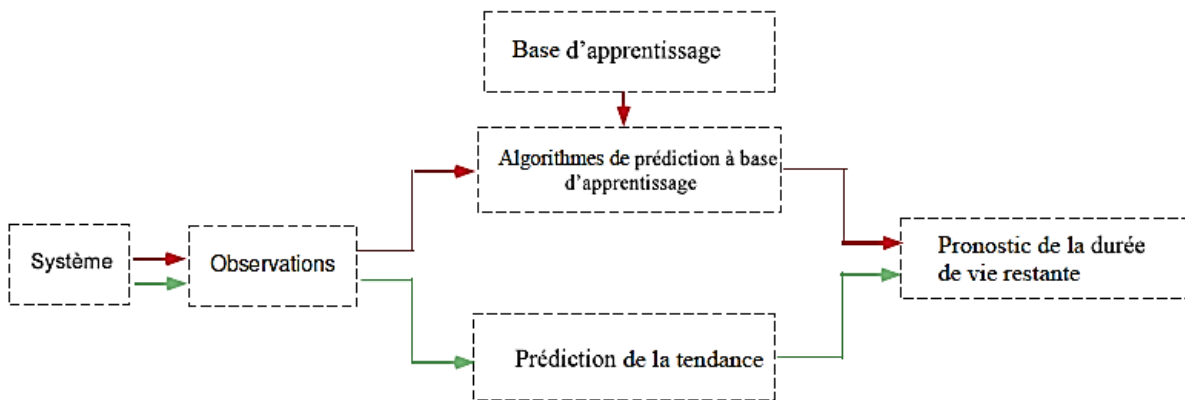 Base d’apprentissage
Algorithmes de prédiction à base
d’apprentissage
Système
Observations
Pronostic de la durée
de vie restante
Prédiction de la tendance